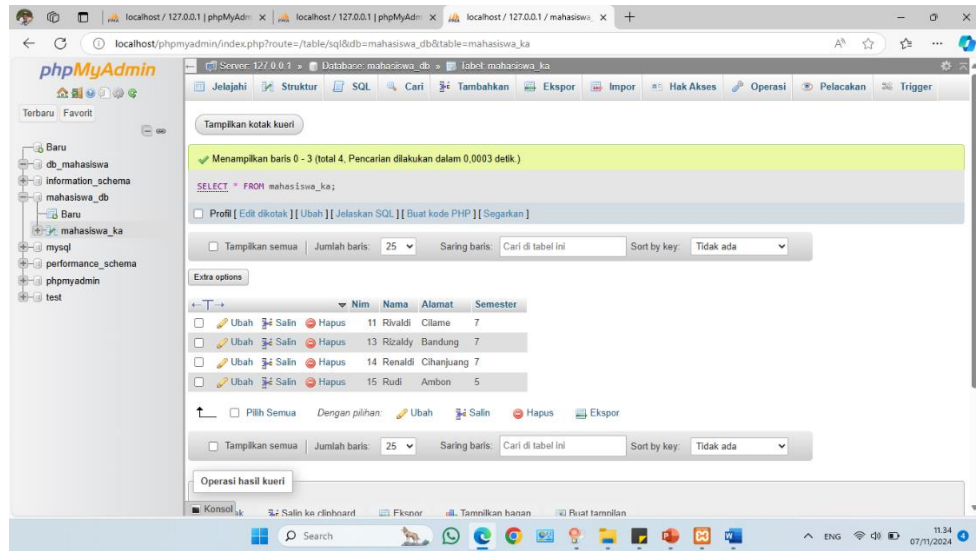 localhost / 127.0.0.1 | phpMyAdm localhost / 127.0.0.1 | phpMyAdm localhost / 127.0.0.1 / mahasiswa_
localhost/phpmyadmin/index.php?route=/table/sql&db=mahasiswa_db&table=mahasiswa_ka
phpMyAdmin
Terbaru Favorit
Baru
db_mahasiswa
information_schema
mahasiswa_db
Baru
mahasiswa_ka
mysql
performance_schema
phpmyadmin
test
Server: 127.0.0.1 » Database: mahasiswa_db » Tabel: mahasiswa_ka
Jelajahi Struktur SQL Cari Tambahkan Ekspor Impor Hak Akses Operasi Pelacakan Trigger
Tampilkan kotak kueri
Menampilkan baris 0 - 3 (total 4, Pencarian dilakukan dalam 0,0003 detik.)
SELECT * FROM mahasiswa_ka;
Profil [ Edit dikotak ] [ Ubah ] [ Jelaskan SQL ] [ Buat kode PHP ] [ Segarkan ]
Tampilkan semua | Jumlah baris: 25 Saring baris: Cari di tabel ini Sort by key: Tidak ada
Extra options
←T→ Nim Nama Alamat Semester
Ubah Salin Hapus 11 Rivaldi Cilame 7
Ubah Salin Hapus 13 Rizaldy Bandung 7
Ubah Salin Hapus 14 Renaldi Cihanjuang 7
Ubah Salin Hapus 15 Rudi Ambon 5
Pilih Semua Dengan pilihan: Ubah Salin Hapus Ekspor
Tampilkan semua | Jumlah baris: 25 Saring baris: Cari di tabel ini Sort by key: Tidak ada
Operasi hasil kueri
Konsol Salin ke clipboard Ekspor Tampilkan bagan Buat tampilan
Search
ENG 11.34
07/11/2024